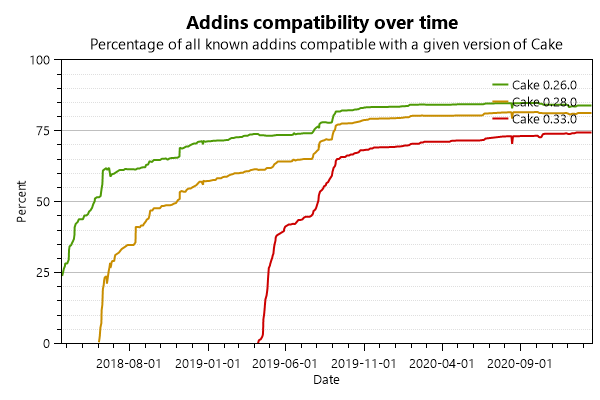 Addins compatibility over time
Percentage of all known addins compatible with a given version of Cake
100
75
50
25
0
Percent
Cake 0.26.0
Cake 0.28.0
Cake 0.33.0
2018-08-01
2019-01-01
2019-06-01
2019-11-01
2020-04-01
2020-09-01
Date